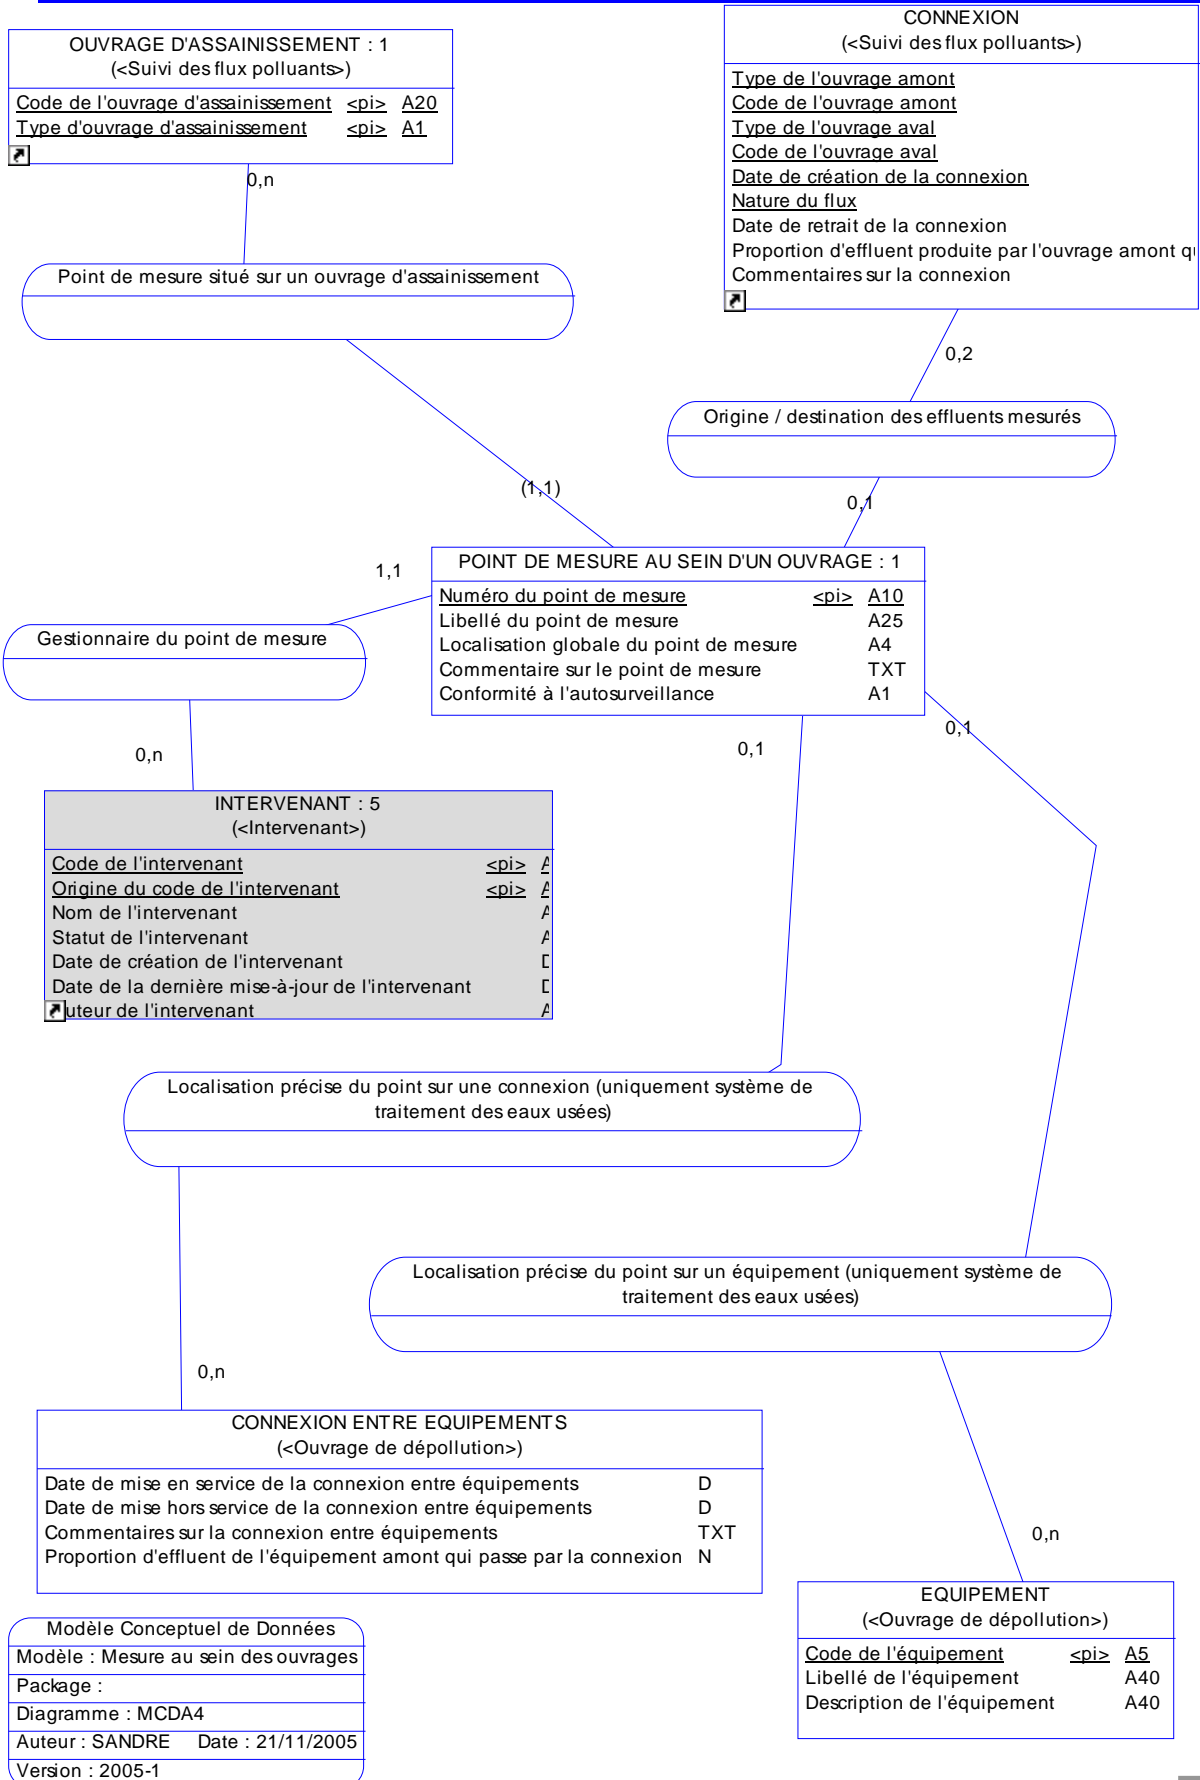 OUVRAGE D'ASSAINISSEMENT : 1
(<Suivi des flux polluants>)
Code de l'ouvrage d'assainissement <pi> A20
Type d'ouvrage d'assainissement <pi> A1
0,n
CONNEXION
(<Suivi des flux polluants>)
Type de l'ouvrage amont
Code de l'ouvrage amont
Type de l'ouvrage aval
Code de l'ouvrage aval
Date de création de la connexion
Nature du flux
Date de retrait de la connexion
Proportion d'effluent produite par l'ouvrage amont
Commentaires sur la connexion
0,2
Point de mesure situé sur un ouvrage d'assainissement
Origine / destination des effluents mesurés
(1,1)
0,1
1,1
POINT DE MESURE AU SEIN D'UN OUVRAGE : 1
Numéro du point de mesure <pi> A10
Libellé du point de mesure A25
Localisation globale du point de mesure A4
Commentaire sur le point de mesure TXT
Conformité à l'autosurveillance A1
Gestionnaire du point de mesure
0,n
0,1
0,1
INTERVENANT : 5
(<Intervenant>)
Code de l'intervenant <pi> A
Origine du code de l'intervenant <pi> A
Nom de l'intervenant A
Statut de l'intervenant A
Date de création de l'intervenant D
Date de la dernière mise-à-jour de l'intervenant D
uteur de l'intervenant A
Localisation précise du point sur une connexion (uniquement système de
traitement des eaux usées)
Localisation précise du point sur un équipement (uniquement système de
traitement des eaux usées)
0,n
CONNEXION ENTRE EQUIPEMENTS
(<Ouvrage de dépollution>)
Date de mise en service de la connexion entre équipements D
Date de mise hors service de la connexion entre équipements D
Commentaires sur la connexion entre équipements TXT
Proportion d'effluent de l'équipement amont qui passe par la connexion N
0,n
EQUIPEMENT
(<Ouvrage de dépollution>)
Code de l'équipement <pi> A5
Libellé de l'équipement A40
Description de l'équipement A40
Modèle Conceptuel de Données
Modèle : Mesure au sein des ouvrages
Package :
Diagramme : MCDA4
Auteur : SANDRE Date : 21/11/2005
Version : 2005-1